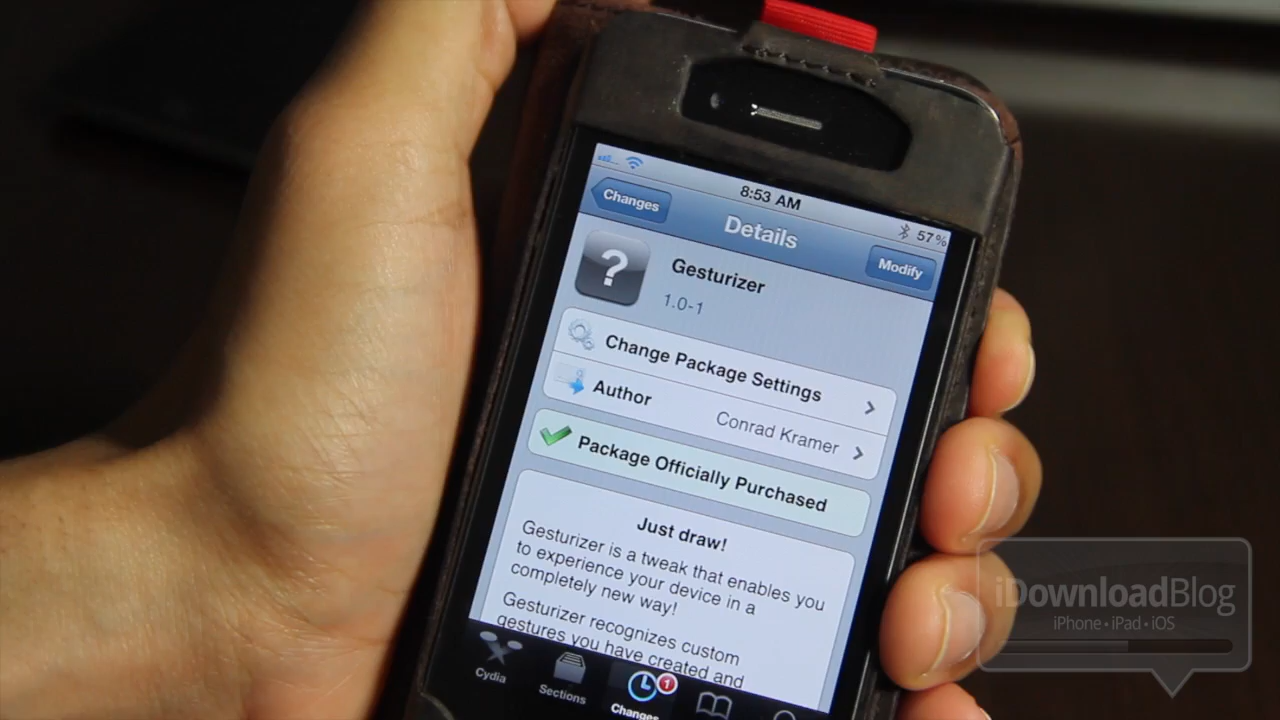 8:53 AM
57%
Changes
Details
Modify
?
Gesturizer
1.0-1
Change Package Settings
Author
Conrad Kramer
Package Officially Purchased
Just draw!
Gesturizer is a tweak that enables you
to experience your device in a
completely new way!
Gesturizer recognizes custom
gestures you have created and
Cydia
Sections
Changes
1
iDownloadBlog
iPhone • iPad • iOS